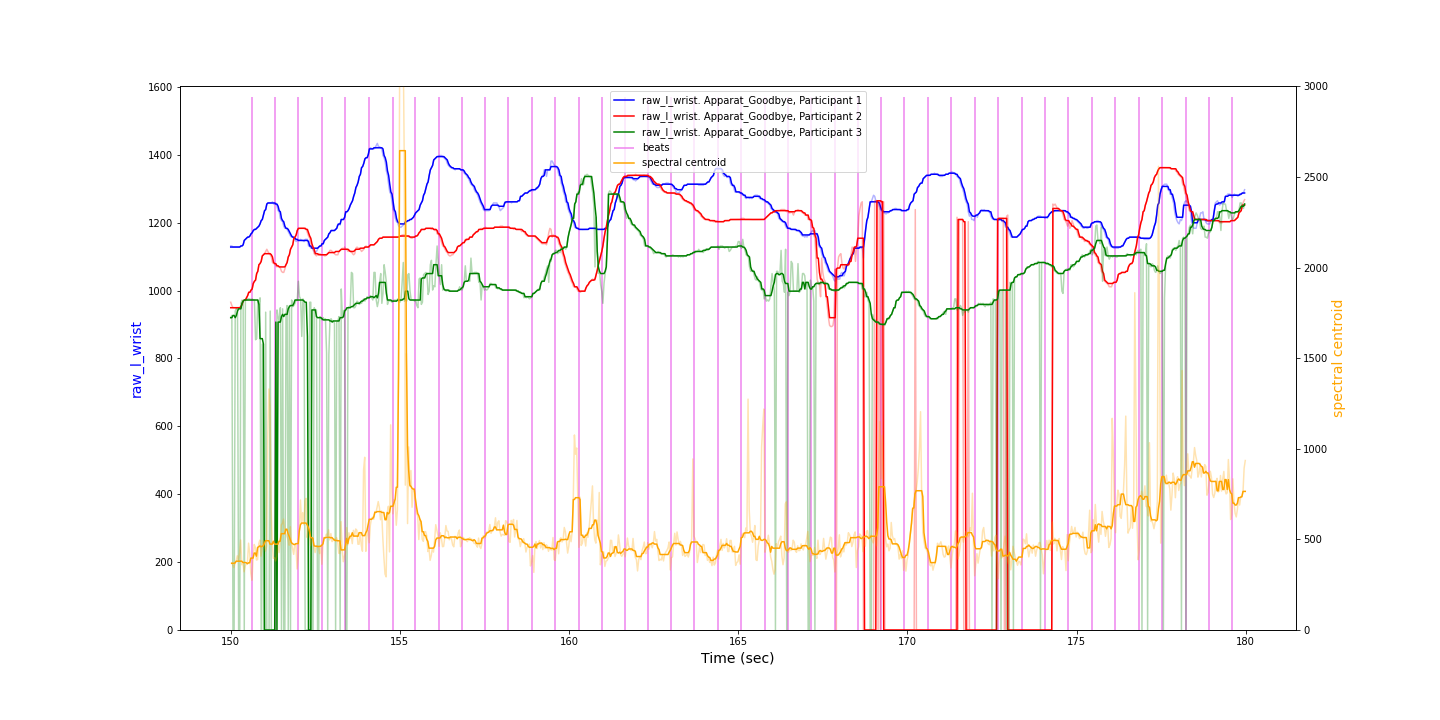 raw_l_wrist. Apparat_Goodbye, Participant 1
raw_l_wrist. Apparat_Goodbye, Participant 2
raw_l_wrist. Apparat_Goodbye, Participant 3
beats
spectral centroid
1600
1400
1200
1000
800
600
400
200
0
raw_l_wrist
3000
2500
2000
1500
1000
500
0
spectral centroid
150
155
160
165
170
175
180
Time (sec)